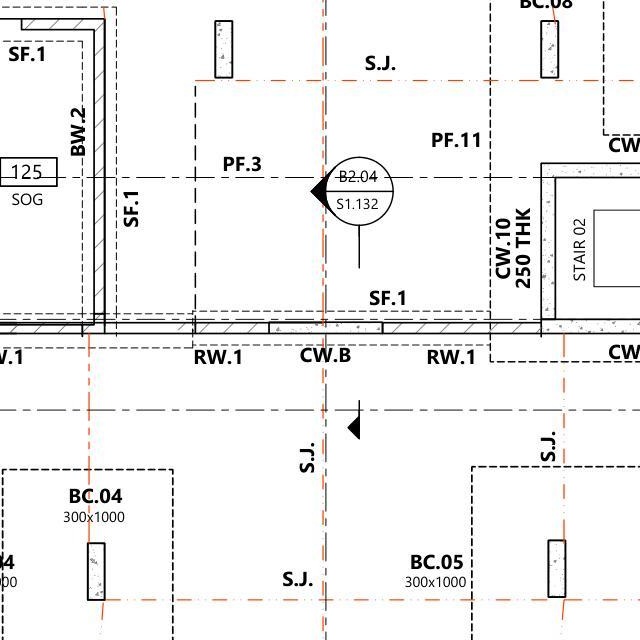 BC.08
SF.1
S.J.
BW.2
PF.11
CW
125
SOG
PF.3
B2.04
S1.132
SF.1
CW.10
250 THK
STAIR 02
SF.1
W.1
RW.1
CW.B
RW.1
CW
S.J.
S.J.
BC.04
300x1000
04
00
BC.05
300x1000
S.J.